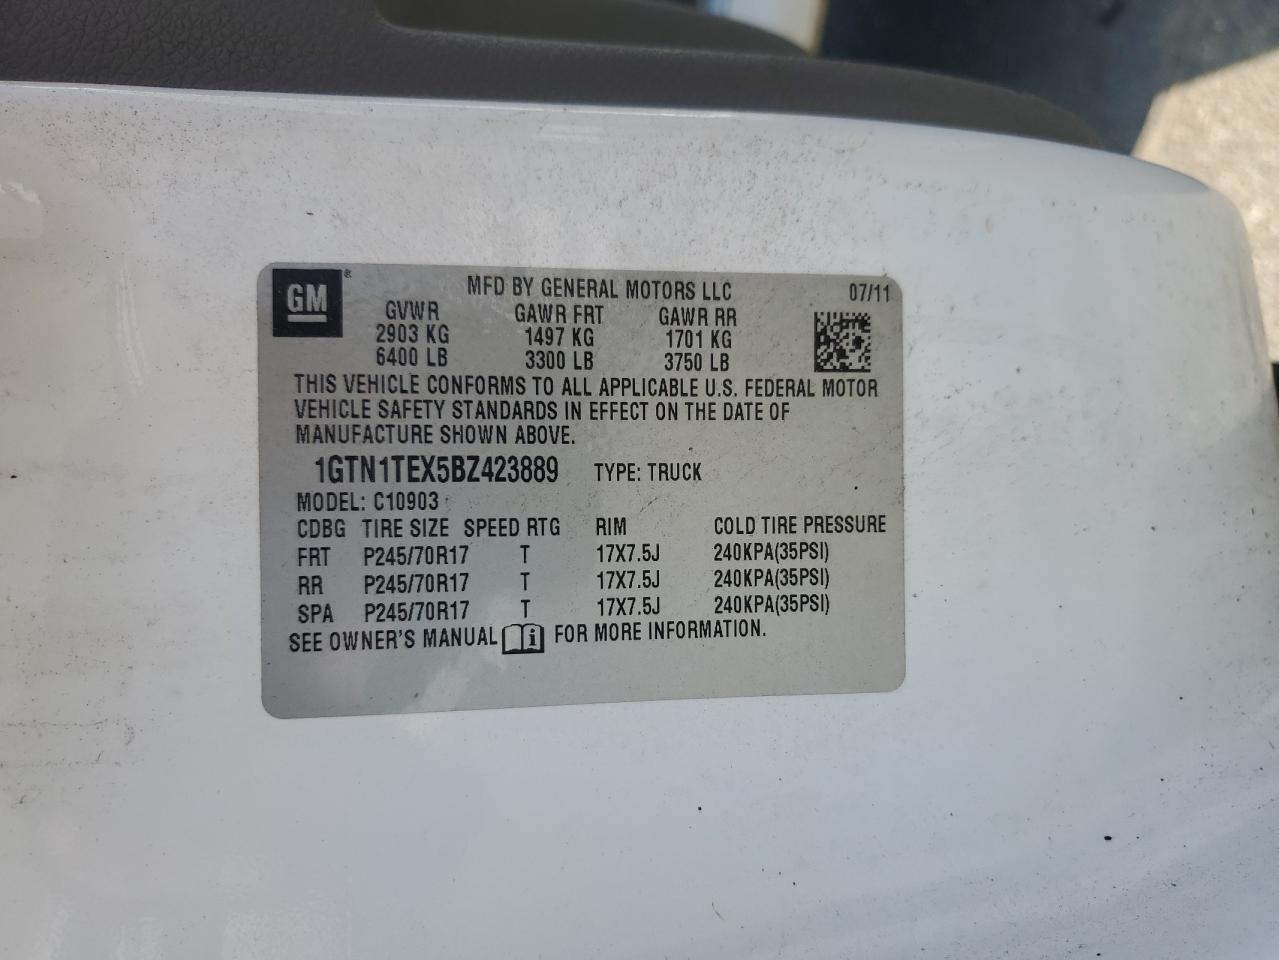 GM ®
MFD BY GENERAL MOTORS LLC 07/11
GVWR GAWR FRT GAWR RR
2903 KG 1497 KG 1701 KG
6400 LB 3300 LB 3750 LB
THIS VEHICLE CONFORMS TO ALL APPLICABLE U.S. FEDERAL MOTOR
VEHICLE SAFETY STANDARDS IN EFFECT ON THE DATE OF
MANUFACTURE SHOWN ABOVE.
1GTN1TEX5BZ423889 TYPE: TRUCK
MODEL: C10903
CDBG TIRE SIZE SPEED RTG RIM COLD TIRE PRESSURE
FRT P245/70R17 T 17X7.5J 240KPA(35PSI)
RR P245/70R17 T 17X7.5J 240KPA(35PSI)
SPA P245/70R17 T 17X7.5J 240KPA(35PSI)
SEE OWNER'S MANUAL i FOR MORE INFORMATION.